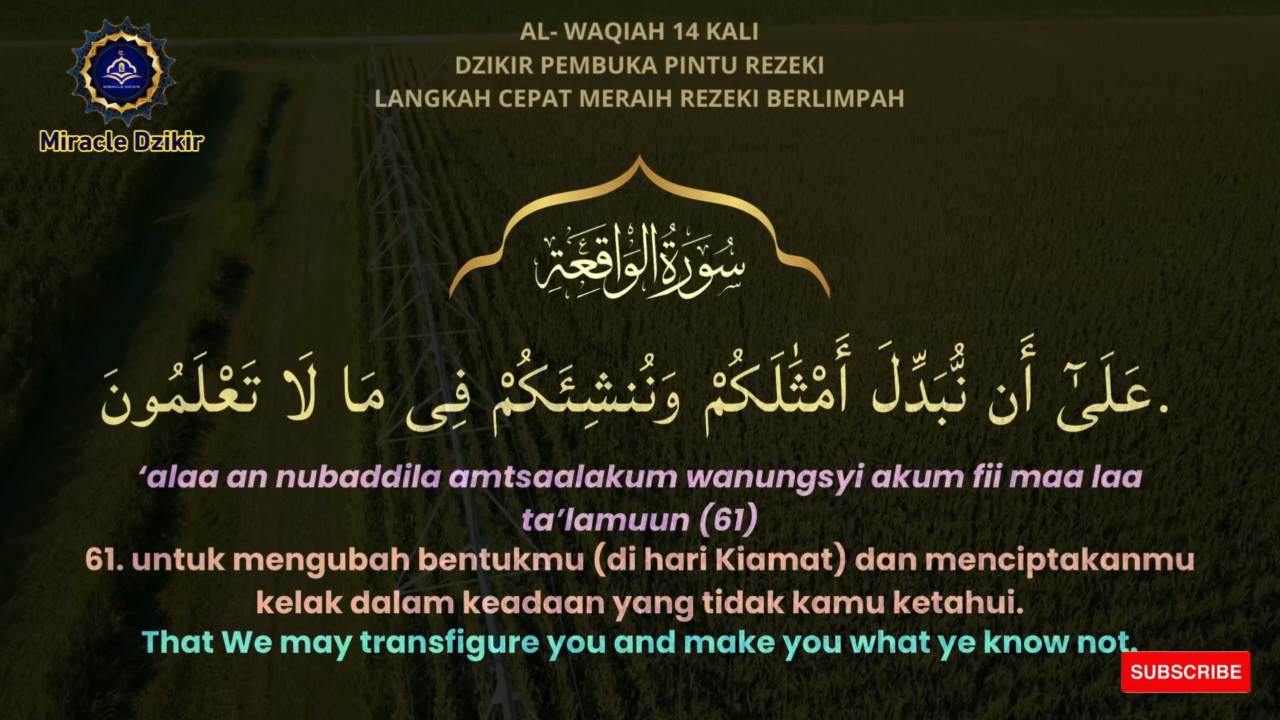 AL- WAQIAH 14 KALI
DZIKIR PEMBUKA PINTU REZEKI
LANGKAH CEPAT MERAIH REZEKI BERLIMPAH
Miracle Dzikir
سُورَةُ الْوَاقِعَةِ
عَلَىٰٓ أَن نُّبَدِّلَ أَمْثَٰلَكُمْ وَنُنشِئَكُمْ فِى مَا لَا تَعْلَمُونَ.
‘alaa an nubaddila amtsaalakum wanungsyi akum fii maa laa
ta’lamuun (61)
61. untuk mengubah bentukmu (di hari Kiamat) dan menciptakanmu
kelak dalam keadaan yang tidak kamu ketahui.
That We may transfigure you and make you what ye know not.
SUBSCRIBE